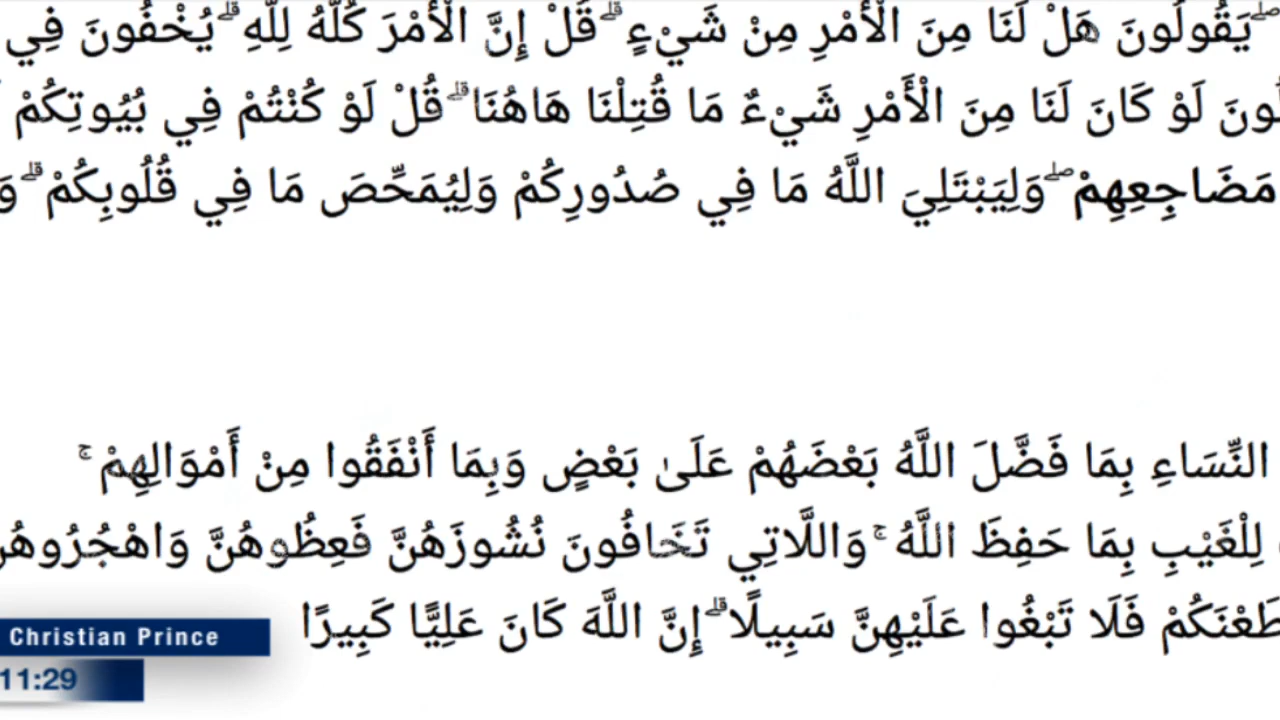 ۖ يَقُولُونَ هَلْ لَنَا مِنَ الْأَمْرِ مِنْ شَيْءٍ ۗ قُلْ إِنَّ الْأَمْرَ كُلَّهُ لِلَّهِ ۗ يُخْفُونَ فِي
لَوْ كَانَ لَنَا مِنَ الْأَمْرِ شَيْءٌ مَا قُتِلْنَا هَاهُنَا ۗ قُلْ لَوْ كُنْتُمْ فِي بُيُوتِكُمْ
مَضَاجِعِهِمْ ۖ وَلِيَبْتَلِيَ اللَّهُ مَا فِي صُدُورِكُمْ وَلِيُمَحِّصَ مَا فِي قُلُوبِكُمْ ۗ وَ
النِّسَاءِ بِمَا فَضَّلَ اللَّهُ بَعْضَهُمْ عَلَىٰ بَعْضٍ وَبِمَا أَنْفَقُوا مِنْ أَمْوَالِهِمْ ۚ
لِلْغَيْبِ بِمَا حَفِظَ اللَّهُ ۚ وَاللَّاتِي تَخَافُونَ نُشُوزَهُنَّ فَعِظُوهُنَّ وَاهْجُرُوهُنَّ
فَلَا تَبْغُوا عَلَيْهِنَّ سَبِيلًا ۗ إِنَّ اللَّهَ كَانَ عَلِيًّا كَبِيرًا
Christian Prince
11:29